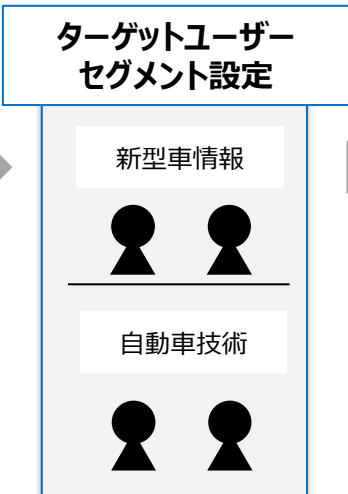 ターゲットユーザー
セグメント設定
新型車情報
自動車技術